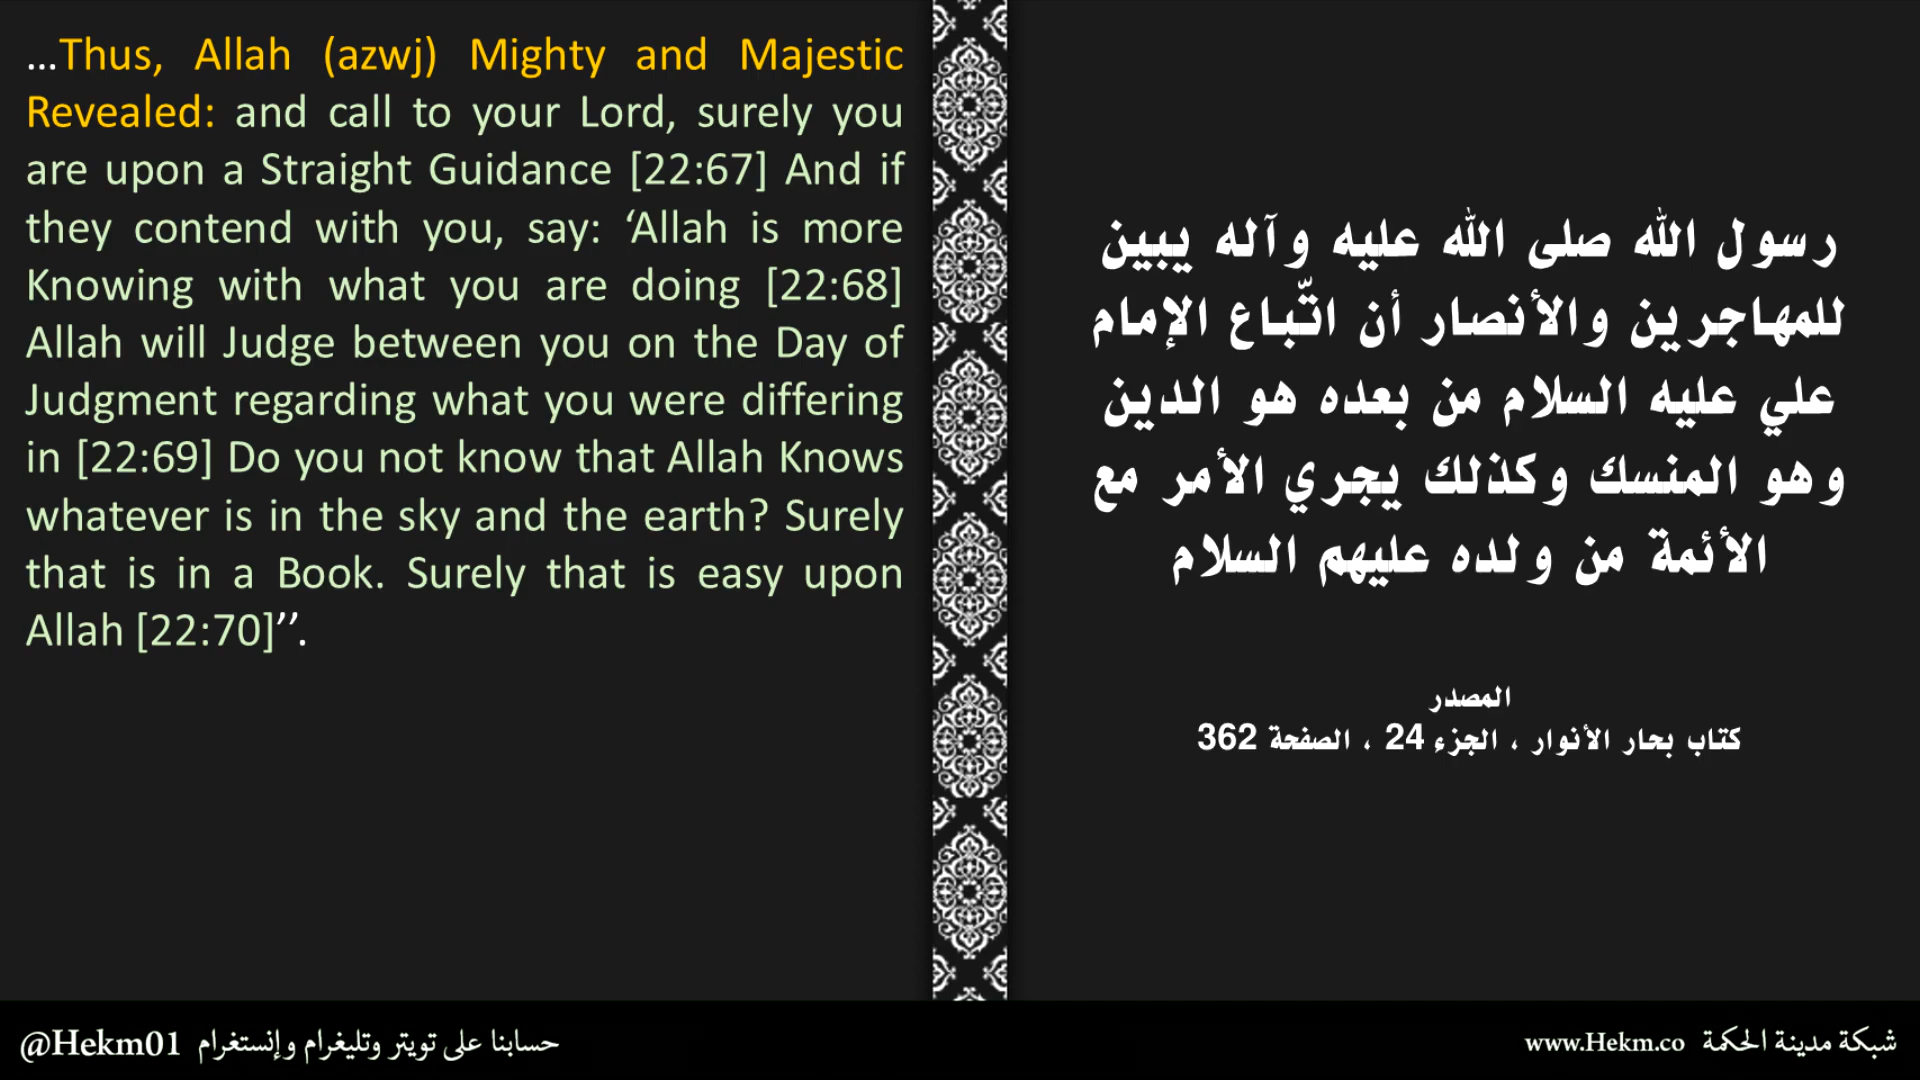 ...Thus, Allah (azwj) Mighty and Majestic
Revealed: and call to your Lord, surely you
are upon a Straight Guidance [22:67] And if
they contend with you, say: ‘Allah is more
Knowing with what you are doing [22:68]
Allah will Judge between you on the Day of
Judgment regarding what you were differing
in [22:69] Do you not know that Allah Knows
whatever is in the sky and the earth? Surely
that is in a Book. Surely that is easy upon
Allah [22:70]’’.
رسول الله صلى الله عليه وآله يبين
للمهاجرين والأنصار أن اتّباع الإمام
علي عليه السلام من بعده هو الدين
وهو المنسك وكذلك يجري الأمر مع
الأئمة من ولده عليهم السلام
المصدر
كتاب بحار الأنوار ، الجزء 24 ، الصفحة 362
@Hekm01 حسابنا على تويتر وتليغرام وإنستغرام
www.Hekm.co شبكة مدينة الحكمة